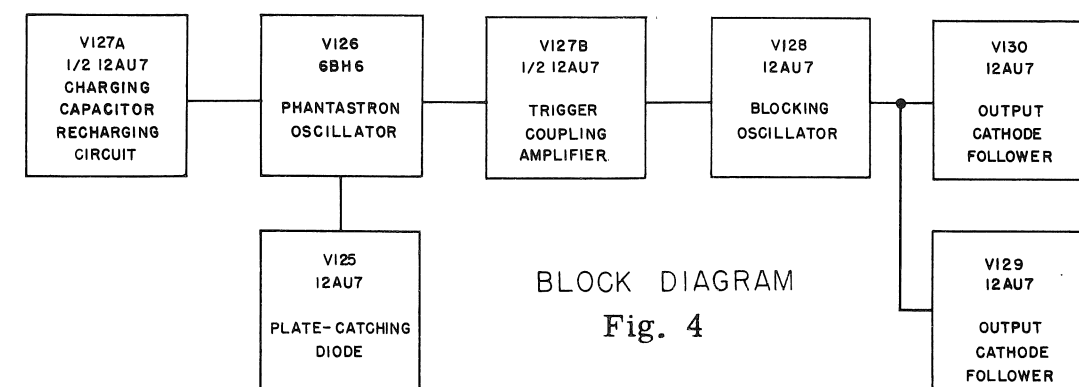 V127A
1/2 12AU7
CHARGING
CAPACITOR
RECHARGING
CIRCUIT
V126
6BH6
PHANTASTRON
OSCILLATOR
V127B
1/2 12AU7
TRIGGER
COUPLING
AMPLIFIER.
V128
12AU7
BLOCKING
OSCILLATOR
V130
12AU7
OUTPUT
CATHODE
FOLLOWER
V125
12AU7
PLATE-CATCHING
DIODE
V129
12AU7
OUTPUT
CATHODE
FOLLOWER
BLOCK DIAGRAM
Fig. 4